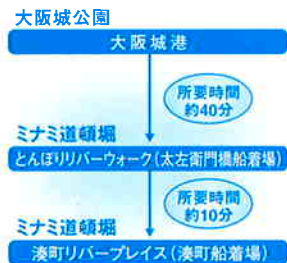 大阪城公園
大阪城港
所要時間
約40分
ミナミ道頓堀
とんぼりリバーウォーク(太左衛門橋船着場)
所要時間
約10分
ミナミ道頓堀
湊町リバープレイス(湊町船着場)